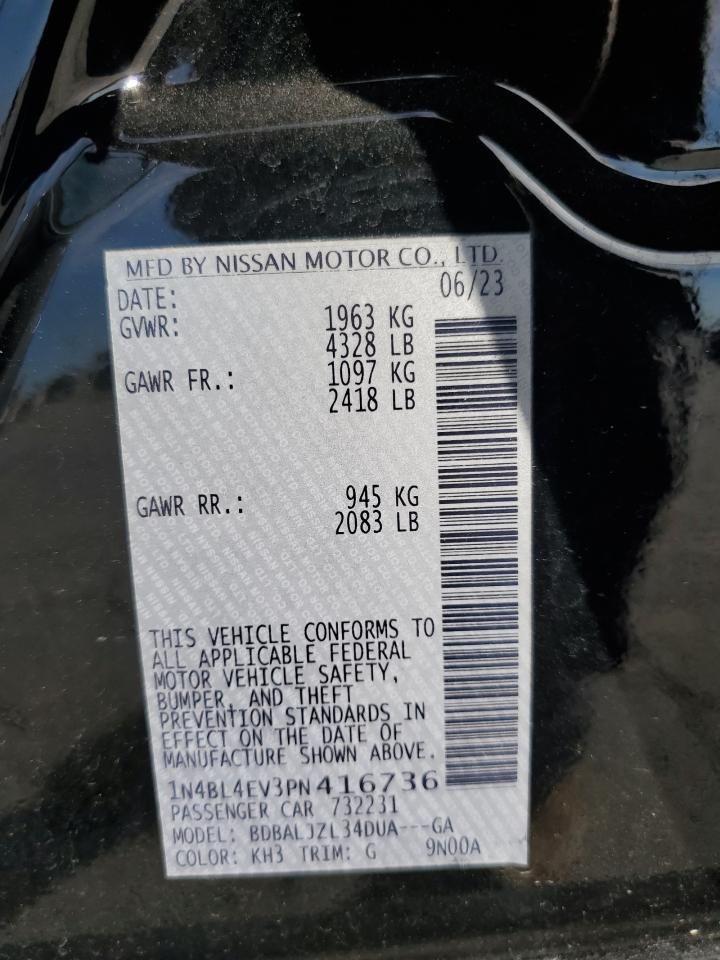 MFD BY NISSAN MOTOR CO., LTD.
DATE: 06/23
GVWR: 1963 KG
4328 LB
GAWR FR.: 1097 KG
2418 LB
GAWR RR.: 945 KG
2083 LB
THIS VEHICLE CONFORMS TO
ALL APPLICABLE FEDERAL
MOTOR VEHICLE SAFETY,
BUMPER, AND THEFT
PREVENTION STANDARDS IN
EFFECT ON THE DATE OF
MANUFACTURE SHOWN ABOVE.
1N4BL4EV3PN416736
PASSENGER CAR 732231
MODEL: BDBALJZL34DUA---GA
COLOR: KH3 TRIM: G 9N00A